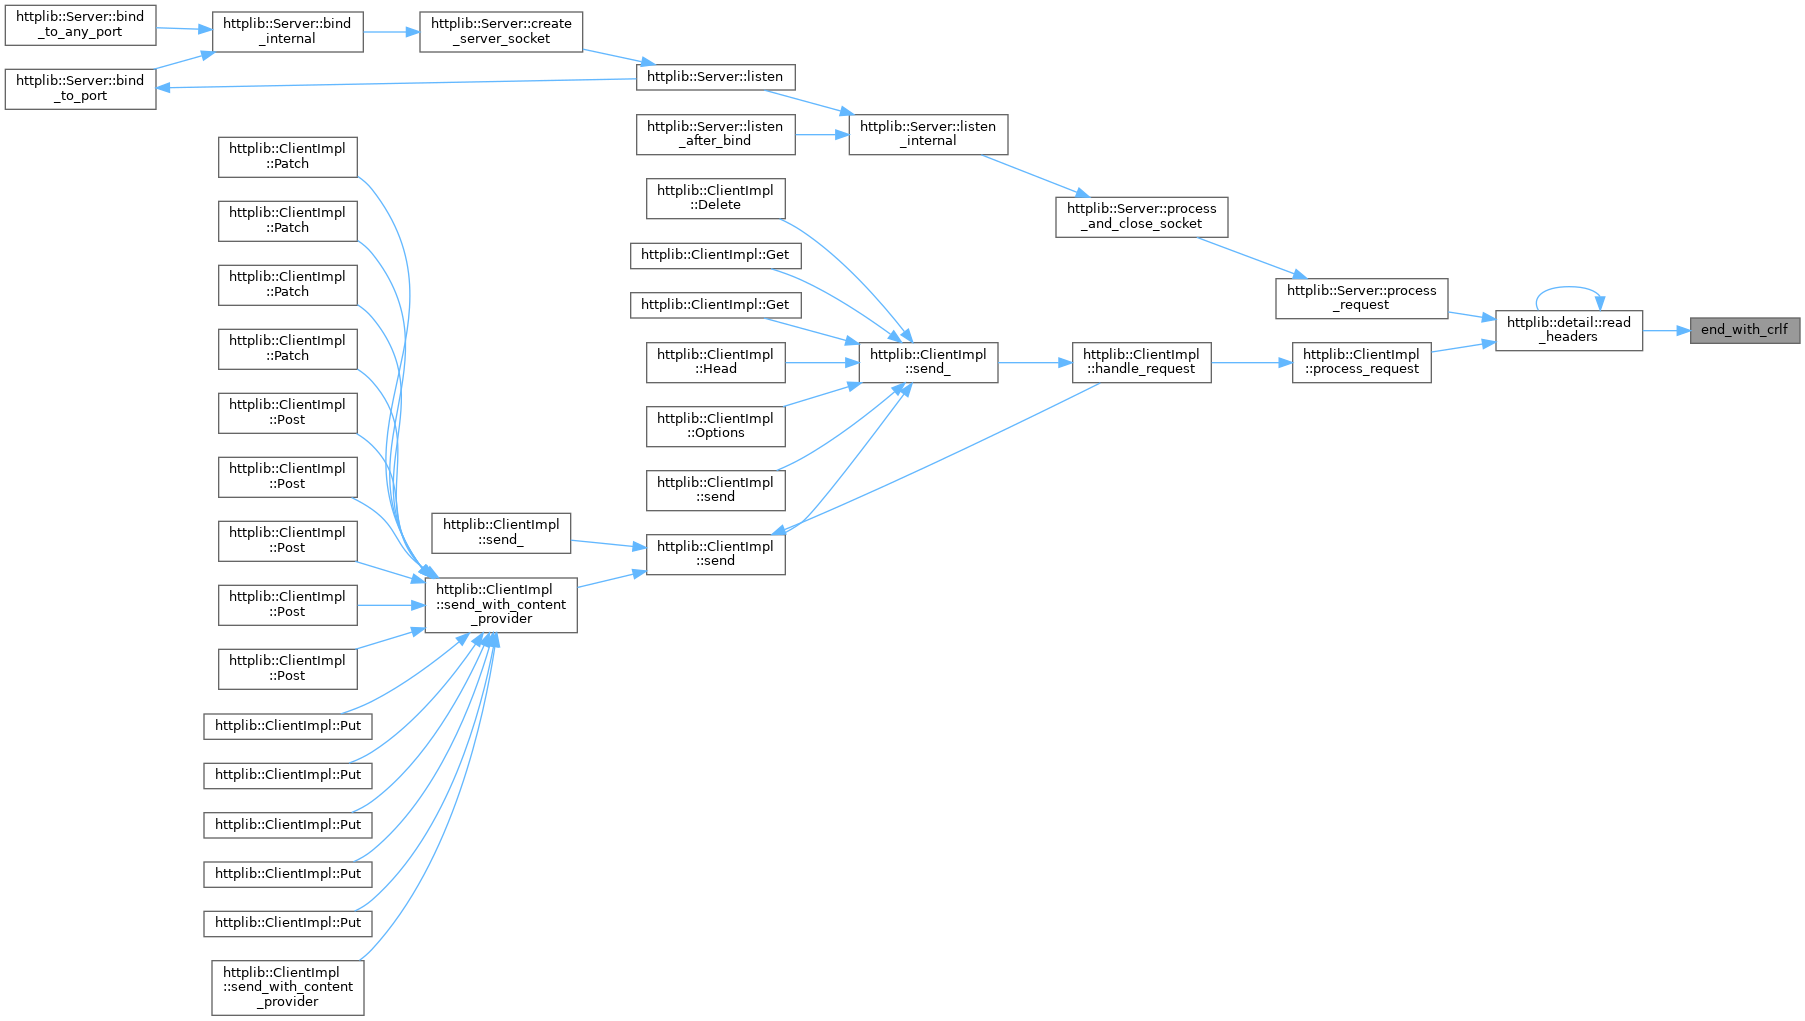 httplib::Server::bind
_to_any_port
httplib::Server::bind
_internal
httplib::Server::create
_server_socket
httplib::Server::bind
_to_port
httplib::Server::listen
httplib::Server::listen
_after_bind
httplib::Server::listen
_internal
httplib::ClientImpl
::Patch
httplib::ClientImpl
::Delete
httplib::Server::process
_and_close_socket
httplib::ClientImpl
::Patch
httplib::ClientImpl::Get
httplib::ClientImpl
::Patch
httplib::ClientImpl::Get
httplib::Server::process
_request
httplib::detail::read
_headers
end_with_crlf
httplib::ClientImpl
::Patch
httplib::ClientImpl
::Head
httplib::ClientImpl
::send_
httplib::ClientImpl
::handle_request
httplib::ClientImpl
::process_request
httplib::ClientImpl
::Post
httplib::ClientImpl
::Options
httplib::ClientImpl
::Post
httplib::ClientImpl
::send
httplib::ClientImpl
::Post
httplib::ClientImpl
::send_
httplib::ClientImpl
::send
httplib::ClientImpl
::Post
httplib::ClientImpl
::send_with_content
_provider
httplib::ClientImpl
::Post
httplib::ClientImpl::Put
httplib::ClientImpl::Put
httplib::ClientImpl::Put
httplib::ClientImpl::Put
httplib::ClientImpl::Put
httplib::ClientImpl
::send_with_content
_provider